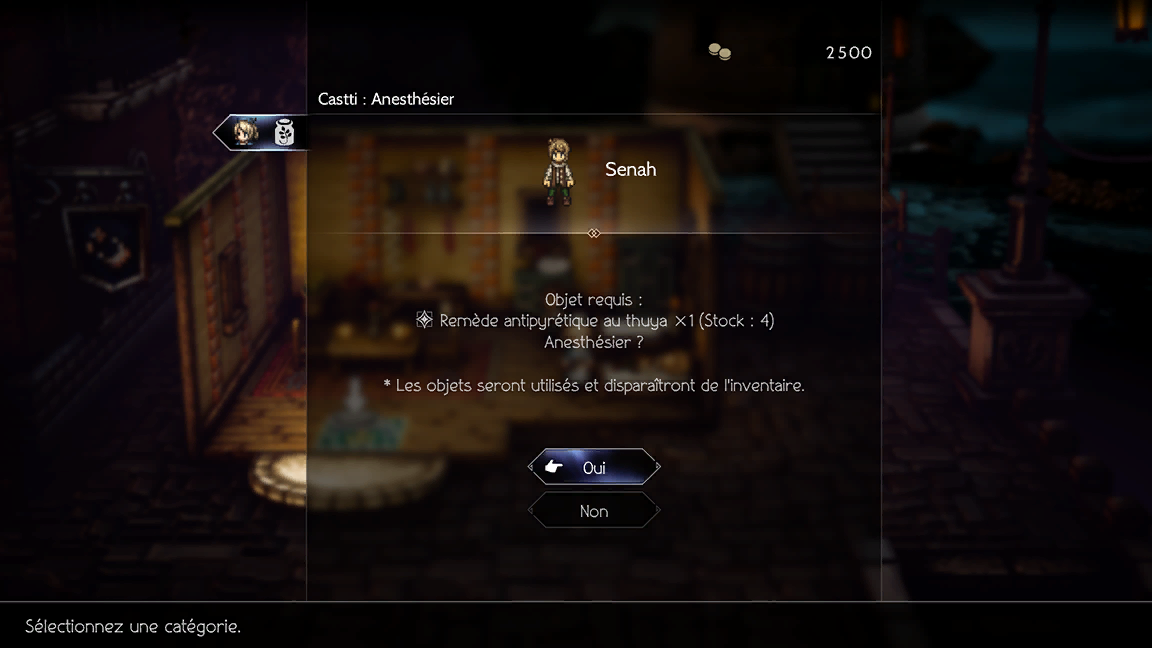 2500
Castti : Anesthésier
Senah
Objet requis :
Remède antipyrétique au thuya ×1 (Stock : 4)
Anesthésier ?
* Les objets seront utilisés et disparaîtront de l'inventaire.
Oui
Non
Sélectionnez une catégorie.